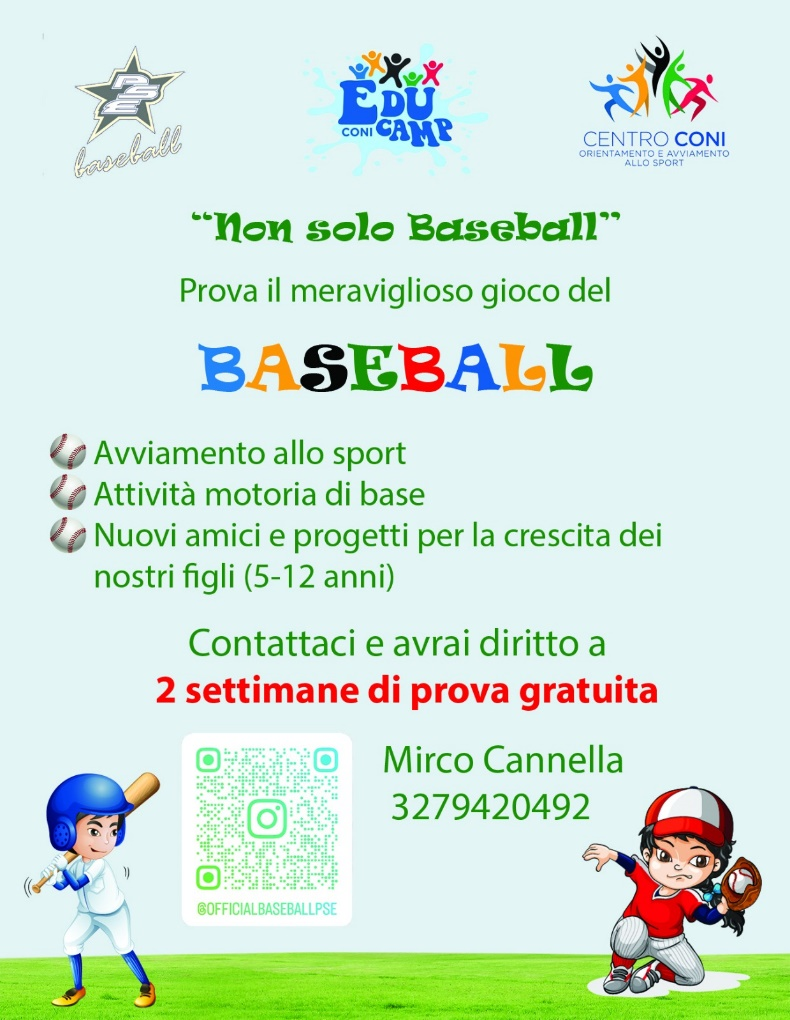 PSE
baseball
EDU
CONI CAMP
CENTRO CONI
ORIENTAMENTO E AVVIAMENTO
ALLO SPORT
“Non solo Baseball”
Prova il meraviglioso gioco del
BASEBALL
Avviamento allo sport
Attività motoria di base
Nuovi amici e progetti per la crescita dei
nostri figli (5-12 anni)
Contattaci e avrai diritto a
2 settimane di prova gratuita
Mirco Cannella
3279420492
@OFFICIALBASEBALLPSE